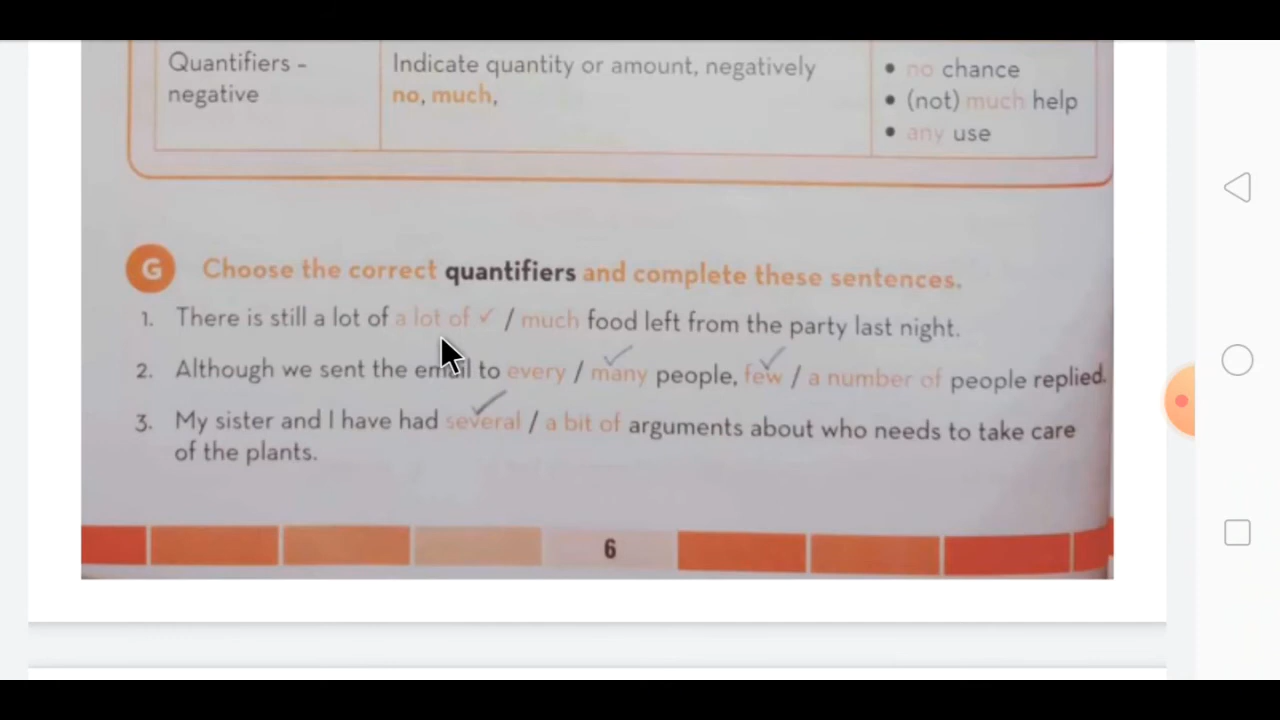 Quantifiers -
negative
Indicate quantity or amount, negatively
no, much,
• no chance
• (not) much help
• any use
G Choose the correct quantifiers and complete these sentences.
1. There is still a lot of a lot of ✓ / much food left from the party last night.
2. Although we sent the email to every / many people, few / a number of people replied.
3. My sister and I have had several / a bit of arguments about who needs to take care
of the plants.
6